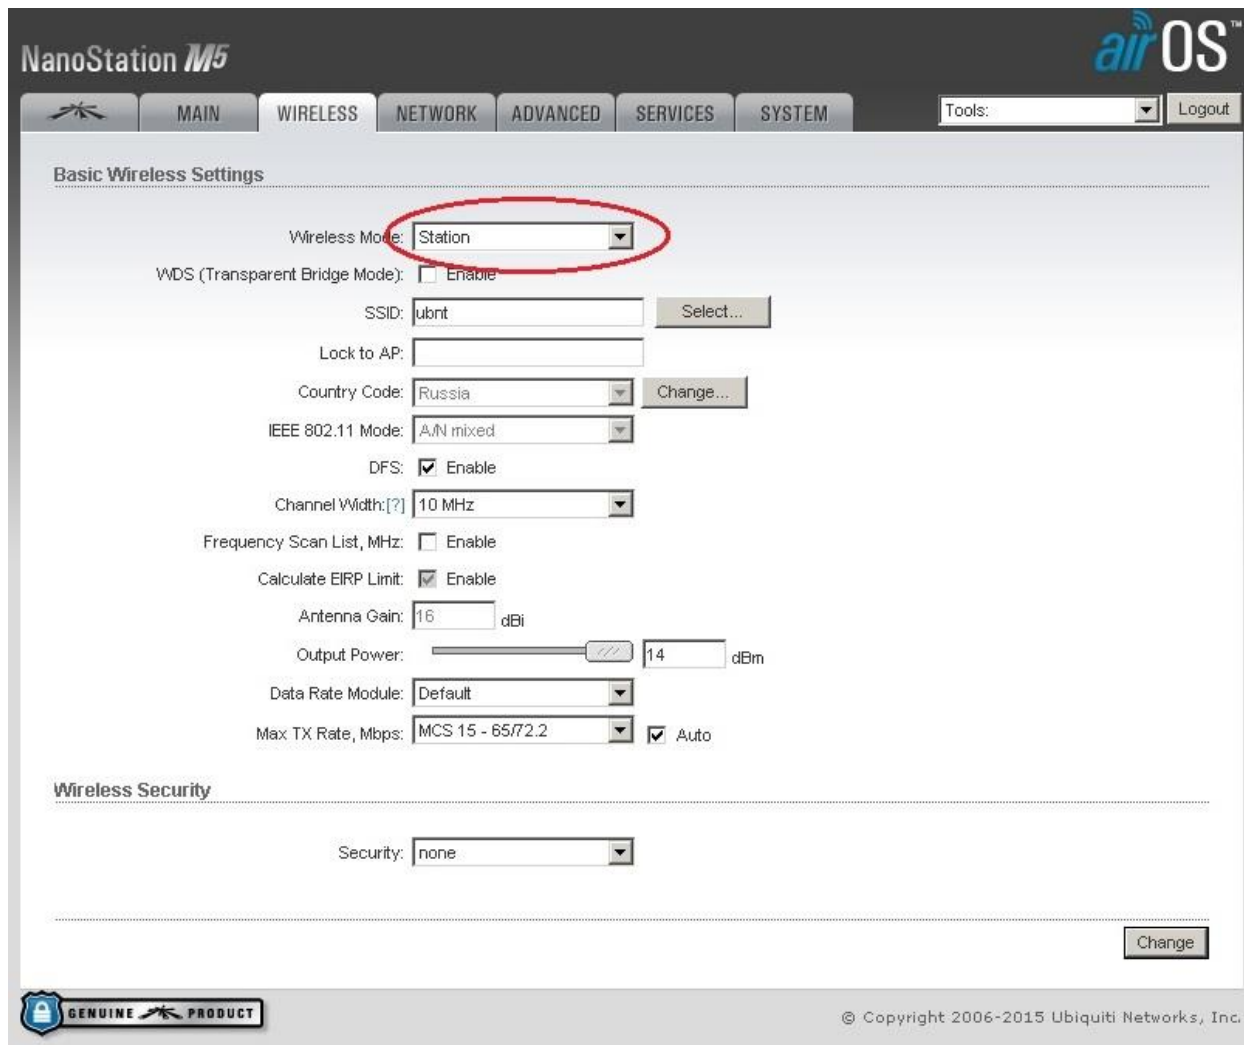 NanoStation M5
airOS™
MAIN WIRELESS NETWORK ADVANCED SERVICES SYSTEM Tools: Logout
Basic Wireless Settings
Wireless Mode: Station
WDS (Transparent Bridge Mode): Enable
SSID: ubnt Select...
Lock to AP:
Country Code: Russia Change...
IEEE 802.11 Mode: A/N mixed
DFS: Enable
Channel Width:[?] 10 MHz
Frequency Scan List, MHz: Enable
Calculate EIRP Limit: Enable
Antenna Gain: 16 dBi
Output Power: 14 dBm
Data Rate Module: Default
Max TX Rate, Mbps: MCS 15 - 65/72.2 Auto
Wireless Security
Security: none
Change
GENUINE PRODUCT
© Copyright 2006-2015 Ubiquiti Networks, Inc.